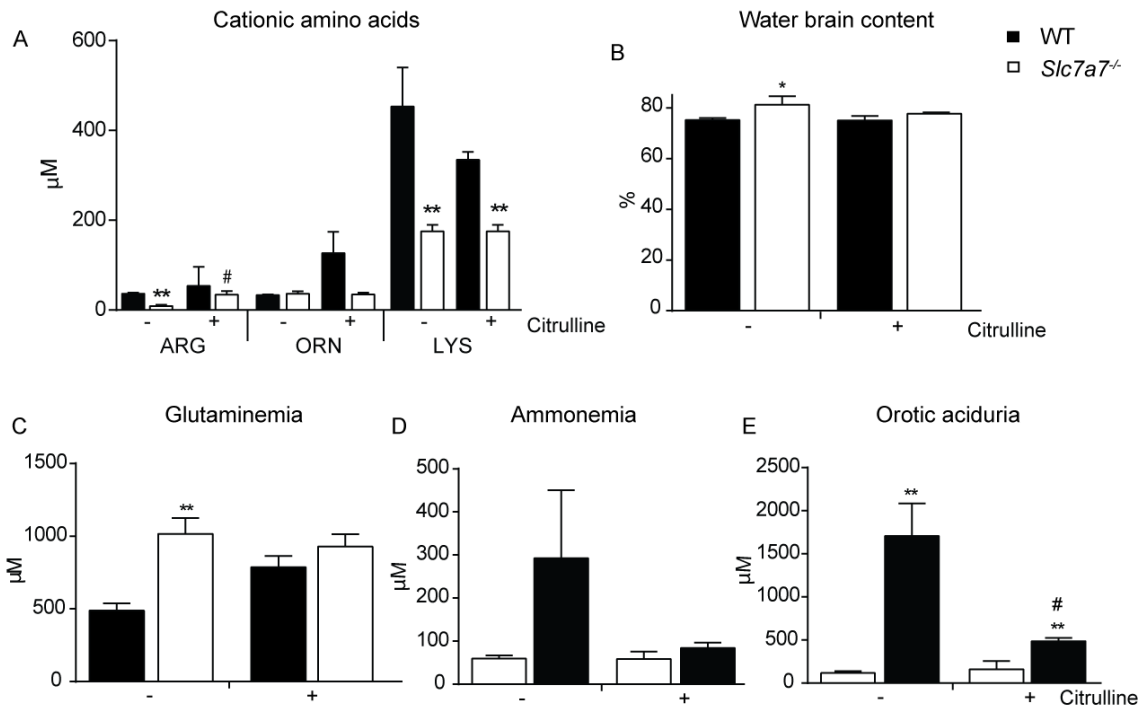 Cationic amino acids
A
600
400
200
0
µM
**
#
**
**
- + - + - + Citrulline
ARG ORN LYS
Water brain content
B
80
60
40
20
0
%
*
- + Citrulline
WT
Slc7a7-/-
Glutaminemia
C
1500
1000
500
0
µM
**
- +
Ammonemia
D
500
400
300
200
100
0
µM
- +
Orotic aciduria
E
2500
2000
1500
1000
500
0
µM
**
#
**
- + Citrulline